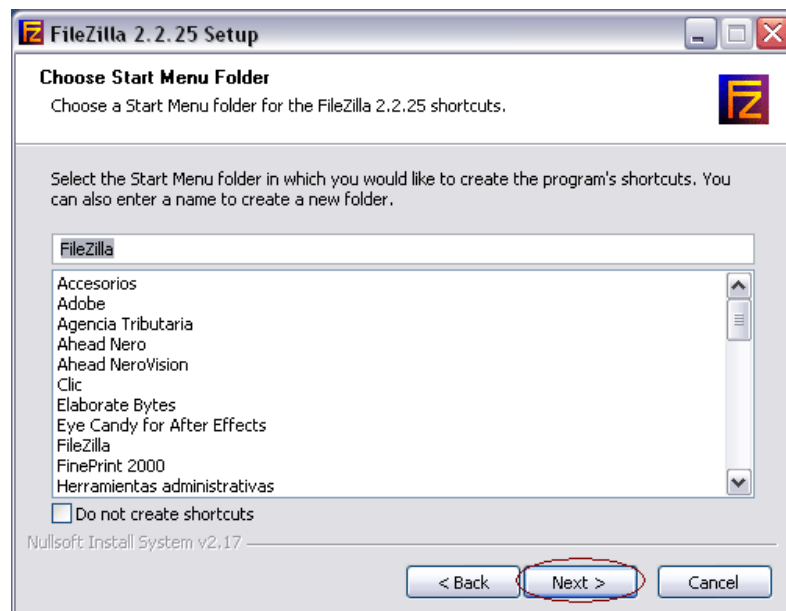 FileZilla 2.2.25 Setup
Choose Start Menu Folder
Choose a Start Menu folder for the FileZilla 2.2.25 shortcuts.
FZ
Select the Start Menu folder in which you would like to create the program's shortcuts. You
can also enter a name to create a new folder.
FileZilla
Accesorios
Adobe
Agencia Tributaria
Ahead Nero
Ahead NeroVision
Clic
Elaborate Bytes
Eye Candy for After Effects
FileZilla
FinePrint 2000
Herramientas administrativas
Do not create shortcuts
Nullsoft Install System v2.17
< Back Next > Cancel